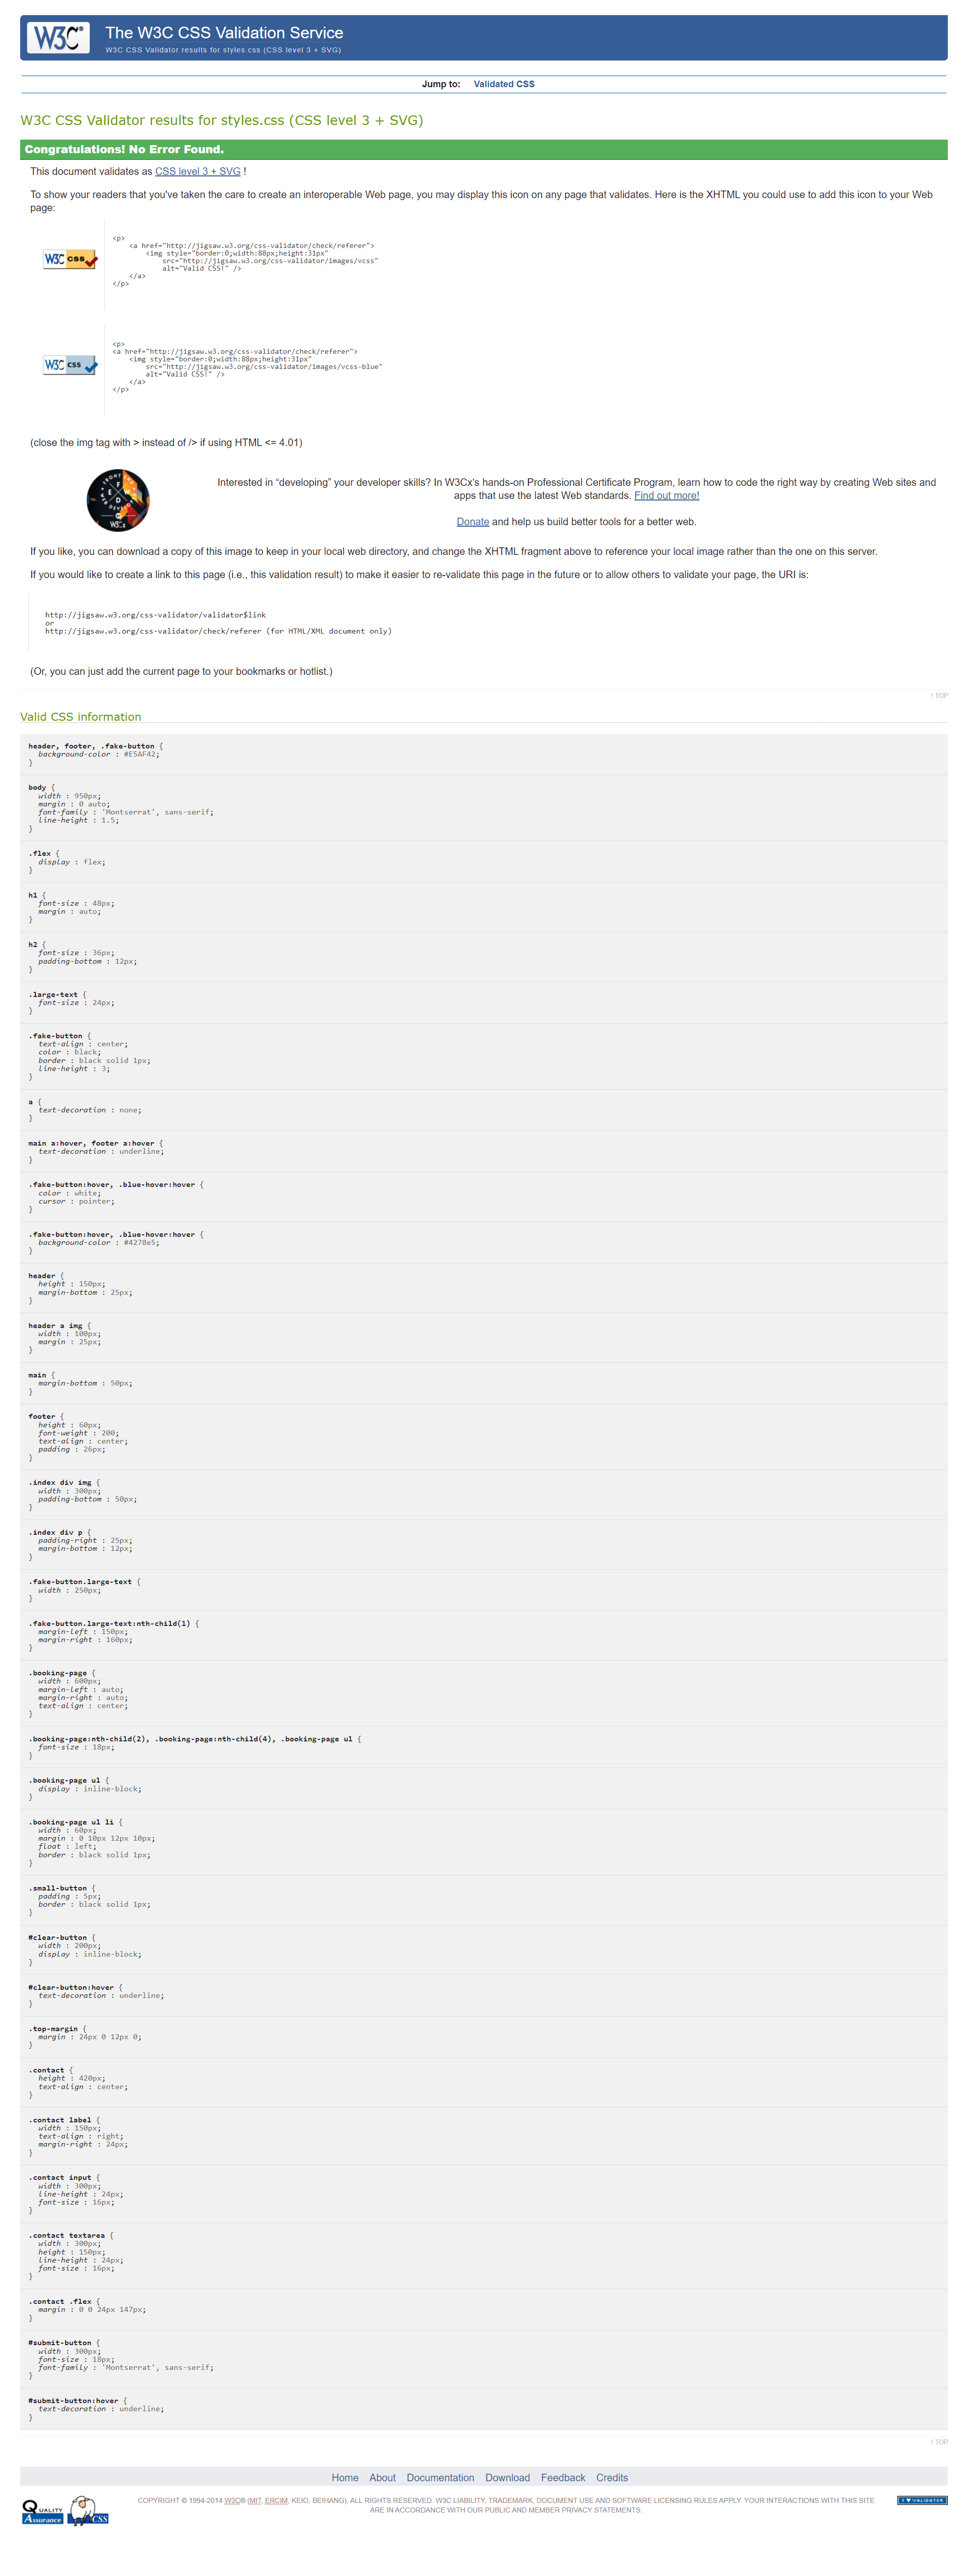 W3C®
The W3C CSS Validation Service
W3C CSS Validator results for styles.css (CSS level 3 + SVG)
Jump to: Validated CSS
W3C CSS Validator results for styles.css (CSS level 3 + SVG)
Congratulations! No Error Found.
This document validates as CSS level 3 + SVG !
To show your readers that you've taken the care to create an interoperable Web page, you may display this icon on any page that validates. Here is the XHTML you could use to add this icon to your Web
page:
W3C css
<p>
<a href="http://jigsaw.w3.org/css-validator/check/referer">
<img style="border:0;width:88px;height:31px"
src="http://jigsaw.w3.org/css-validator/images/vcss"
alt="Valid CSS!" />
</a>
</p>
W3C css
<p>
<a href="http://jigsaw.w3.org/css-validator/check/referer">
<img style="border:0;width:88px;height:31px"
src="http://jigsaw.w3.org/css-validator/images/vcss-blue"
alt="Valid CSS!" />
</a>
</p>
(close the img tag with > instead of /> if using HTML <= 4.01)
Interested in “developing” your developer skills? In W3Cx's hands-on Professional Certificate Program, learn how to code the right way by creating Web sites and
apps that use the latest Web standards. Find out more!
Donate and help us build better tools for a better web.
If you like, you can download a copy of this image to keep in your local web directory, and change the XHTML fragment above to reference your local image rather than the one on this server.
If you would like to create a link to this page (i.e., this validation result) to make it easier to re-validate this page in the future or to allow others to validate your page, the URI is:
http://jigsaw.w3.org/css-validator/validator$link
or
http://jigsaw.w3.org/css-validator/check/referer (for HTML/XML document only)
(Or, you can just add the current page to your bookmarks or hotlist.)
↑ TOP
Valid CSS information
header, footer, .fake-button {
background-color : #E5AF42;
}
body {
width : 950px;
margin : 0 auto;
font-family : 'Montserrat', sans-serif;
line-height : 1.5;
}
.flex {
display : flex;
}
h1 {
font-size : 48px;
margin : auto;
}
h2 {
font-size : 36px;
padding-bottom : 12px;
}
.large-text {
font-size : 24px;
}
.fake-button {
text-align : center;
color : black;
border : black solid 1px;
line-height : 3;
}
a {
text-decoration : none;
}
main a:hover, footer a:hover {
text-decoration : underline;
}
.fake-button:hover, .blue-hover:hover {
color : white;
cursor : pointer;
}
.fake-button:hover, .blue-hover:hover {
background-color : #4278e5;
}
header {
height : 150px;
margin-bottom : 25px;
}
header a img {
width : 100px;
margin : 25px;
}
main {
margin-bottom : 50px;
}
footer {
height : 60px;
font-weight : 200;
text-align : center;
padding : 26px;
}
.index div img {
width : 300px;
padding-bottom : 50px;
}
.index div p {
padding-right : 25px;
margin-bottom : 12px;
}
.fake-button.large-text {
width : 250px;
}
.fake-button.large-text:nth-child(1) {
margin-left : 150px;
margin-right : 160px;
}
.booking-page {
width : 600px;
margin-left : auto;
margin-right : auto;
text-align : center;
}
.booking-page:nth-child(2), .booking-page:nth-child(4), .booking-page ul {
font-size : 18px;
}
.booking-page ul {
display : inline-block;
}
.booking-page ul li {
width : 60px;
margin : 0 10px 12px 10px;
float : left;
border : black solid 1px;
}
.small-button {
padding : 5px;
border : black solid 1px;
}
#clear-button {
width : 200px;
display : inline-block;
}
#clear-button:hover {
text-decoration : underline;
}
.top-margin {
margin : 24px 0 12px 0;
}
.contact {
height : 420px;
text-align : center;
}
.contact label {
width : 150px;
text-align : right;
margin-right : 24px;
}
.contact input {
width : 300px;
line-height : 24px;
font-size : 16px;
}
.contact textarea {
width : 300px;
height : 150px;
line-height : 24px;
font-size : 16px;
}
.contact .flex {
margin : 0 0 24px 147px;
}
#submit-button {
width : 300px;
font-size : 18px;
font-family : 'Montserrat', sans-serif;
}
#submit-button:hover {
text-decoration : underline;
}
↑ TOP
Home About Documentation Download Feedback Credits
QUALITY
Assurance
CSS
COPYRIGHT © 1994-2014 W3C® (MIT, ERCIM, KEIO, BEIHANG), ALL RIGHTS RESERVED. W3C LIABILITY, TRADEMARK, DOCUMENT USE AND SOFTWARE LICENSING RULES APPLY. YOUR INTERACTIONS WITH THIS SITE
ARE IN ACCORDANCE WITH OUR PUBLIC AND MEMBER PRIVACY STATEMENTS.
I ♥ VALIDATOR